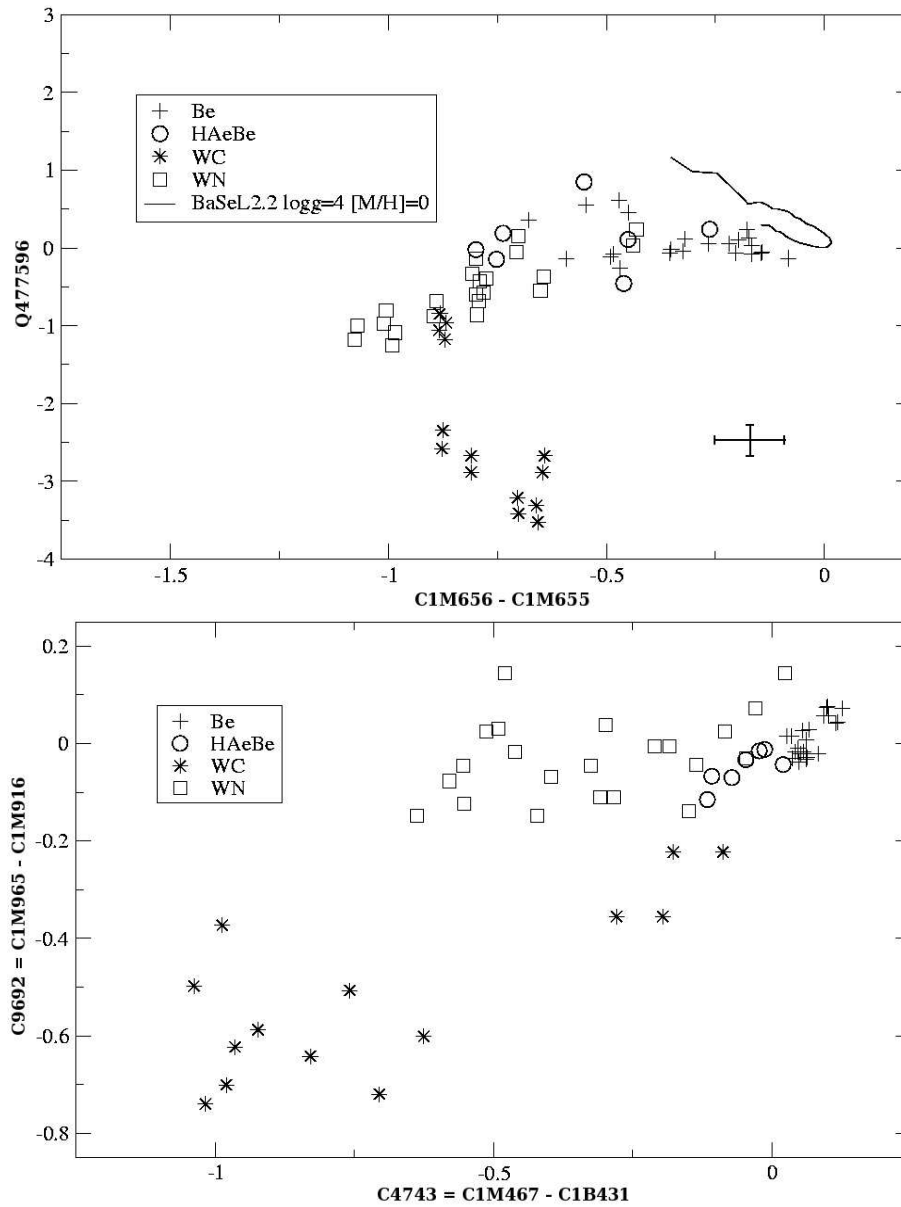 3
2
1
0
-1
-2
-3
-4
Q477596
Be
HAeBe
WC
WN
BaSeL2.2 logg=4 [M/H]=0
-1.5
-1
-0.5
0
C1M656 - C1M655
0.2
0
-0.2
-0.4
-0.6
-0.8
C9692 = C1M965 - C1M916
Be
HAeBe
WC
WN
-1
-0.5
0
C4743 = C1M467 - C1B431